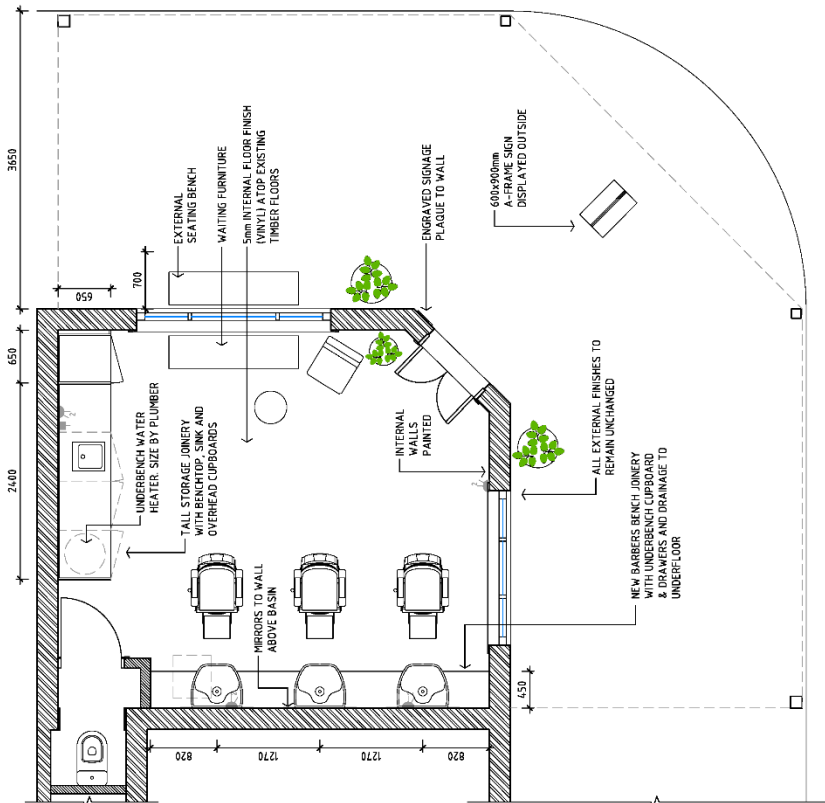 3650
650
700
650
2400
EXTERNAL
SEATING BENCH
WAITING FURNITURE
5mm INTERNAL FLOOR FINISH
(VINYL) ATOP EXISTING
TIMBER FLOORS
ENGRAVED SIGNAGE
PLAQUE TO WALL
600x900mm
A-FRAME SIGN
DISPLAYED OUTSIDE
UNDERBENCH WATER
HEATER. SIZE BY PLUMBER
TALL STORAGE JOINERY
WITH BENCHTOP, SINK AND
OVERHEAD CUPBOARDS
INTERNAL
WALLS
PAINTED
ALL EXTERNAL FINISHES TO
REMAIN UNCHANGED
MIRRORS TO WALL
ABOVE BASIN
NEW BARBERS BENCH JOINERY
WITH UNDERBENCH CUPBOARD
& DRAWERS AND DRAINAGE TO
UNDERFLOOR
450
820
1270
1270
820